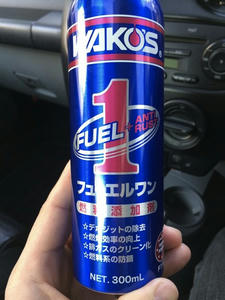 WAKO'S
1
FUEL+ANTI
RUST
フューエルワン
燃料添加剤
☆デポジットの除去
☆燃焼効率の向上
☆排ガスのクリーン化
☆燃料系の防錆
NET. 300mL